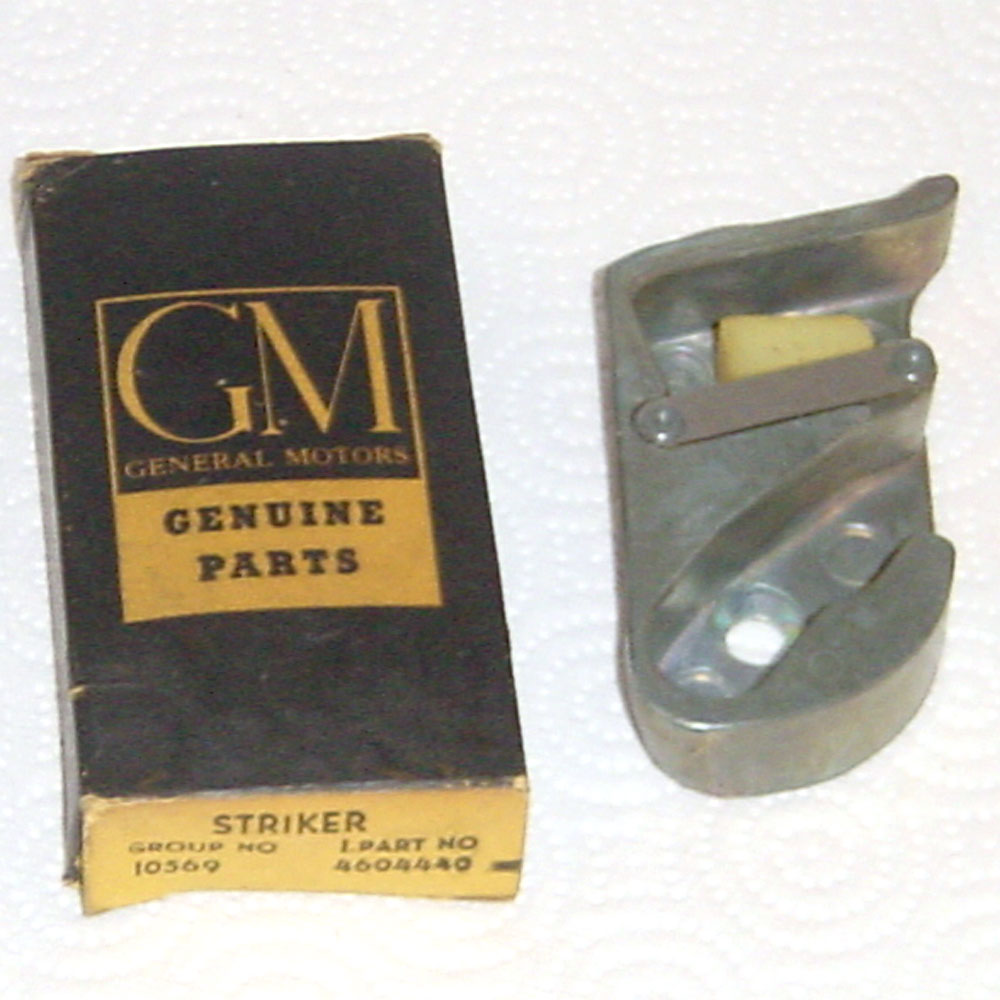 GM
GENERAL MOTORS
GENUINE
PARTS
STRIKER
GROUP NO 1.PART NO
10569 4604440